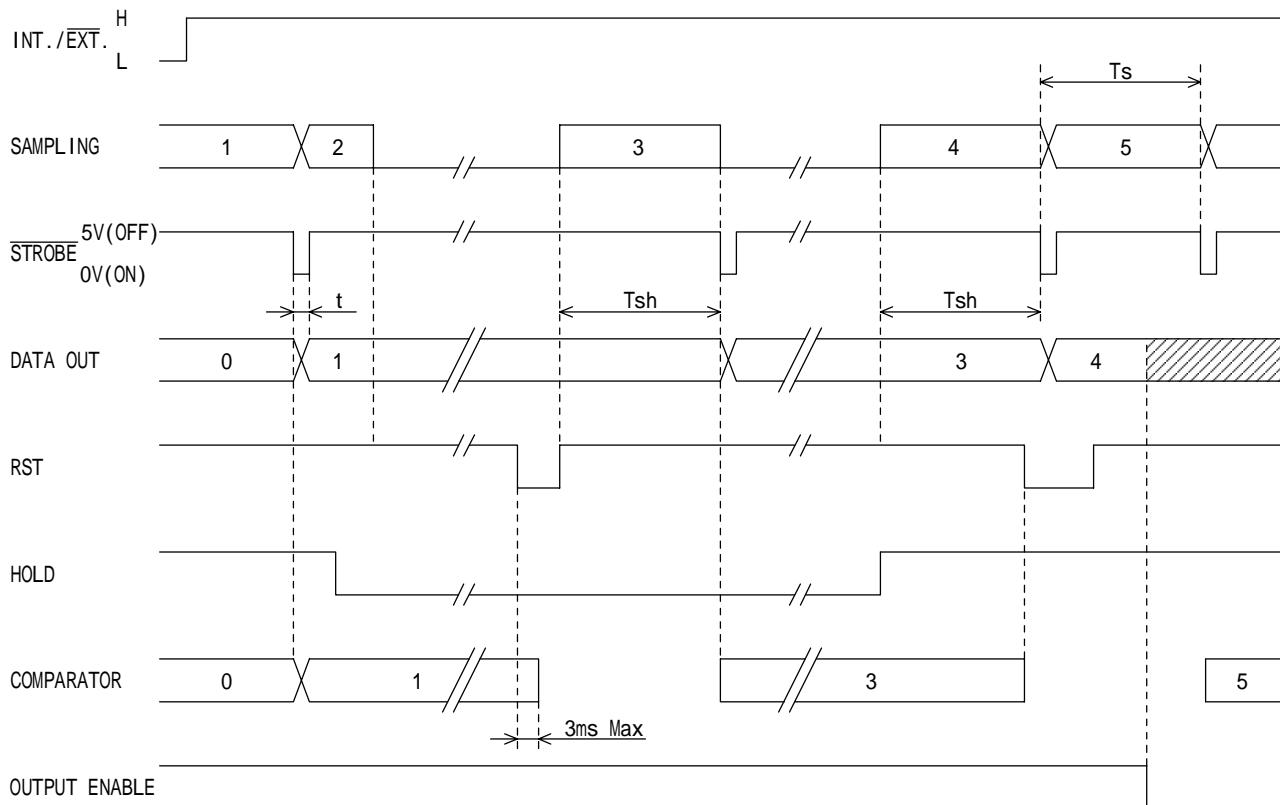 H
INT./EXT.
L
Ts
SAMPLING 1 2 3 4 5
5V(OFF)
STROBE
0V(ON)
t Tsh Tsh
DATA OUT 0 1 3 4
RST
HOLD
COMPARATOR 0 1 3 5
3ms Max
OUTPUT ENABLE